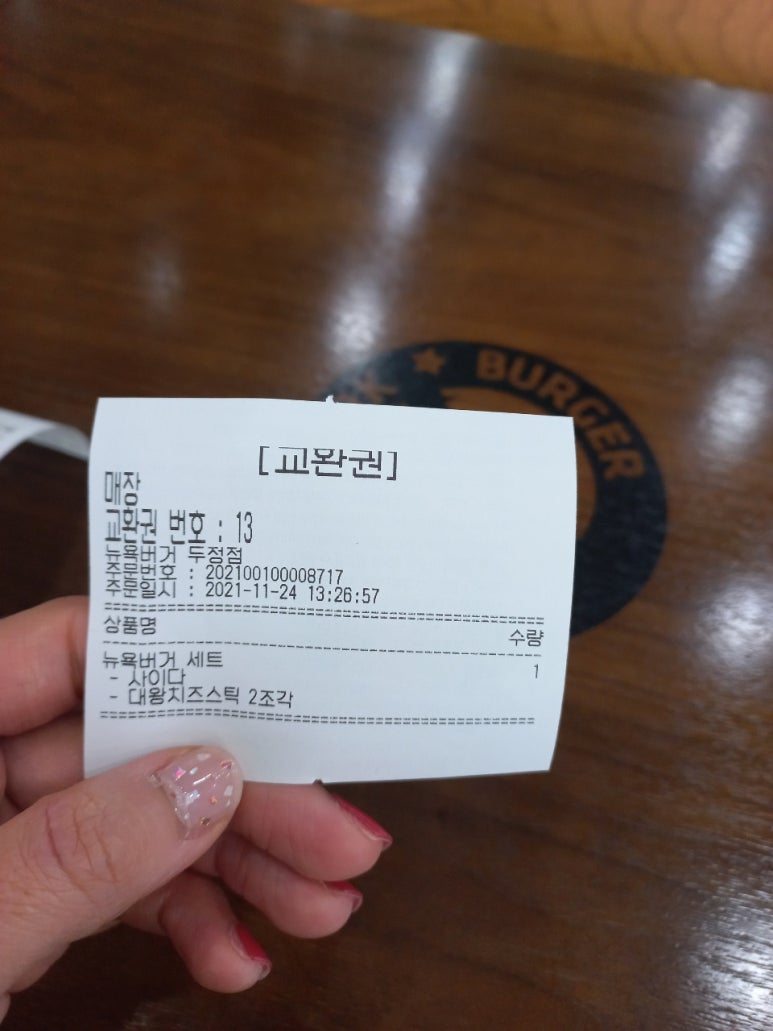 ★ BURGER
[교환권]
매장
교환권 번호 : 13
뉴욕버거 두정점
주문번호 : 202100100008717
주문일시 : 2021-11-24 13:26:57
상품명 수량
뉴욕버거 세트 1
- 사이다
- 대왕치즈스틱 2조각